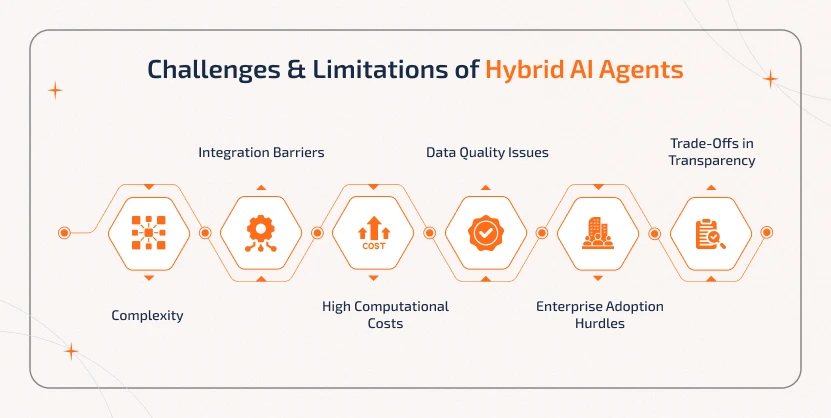 Challenges & Limitations of Hybrid AI Agents
Complexity
Integration Barriers
COST
High Computational
Costs
Data Quality Issues
Enterprise Adoption
Hurdles
Trade-Offs in
Transparency